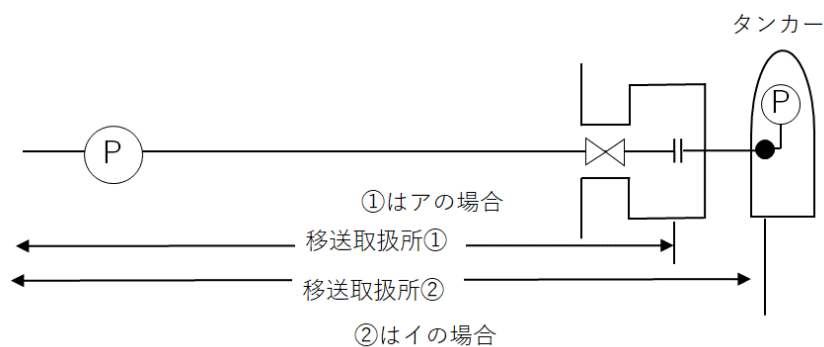 タンカー
P
P
①はアの場合
移送取扱所①
移送取扱所②
②はイの場合